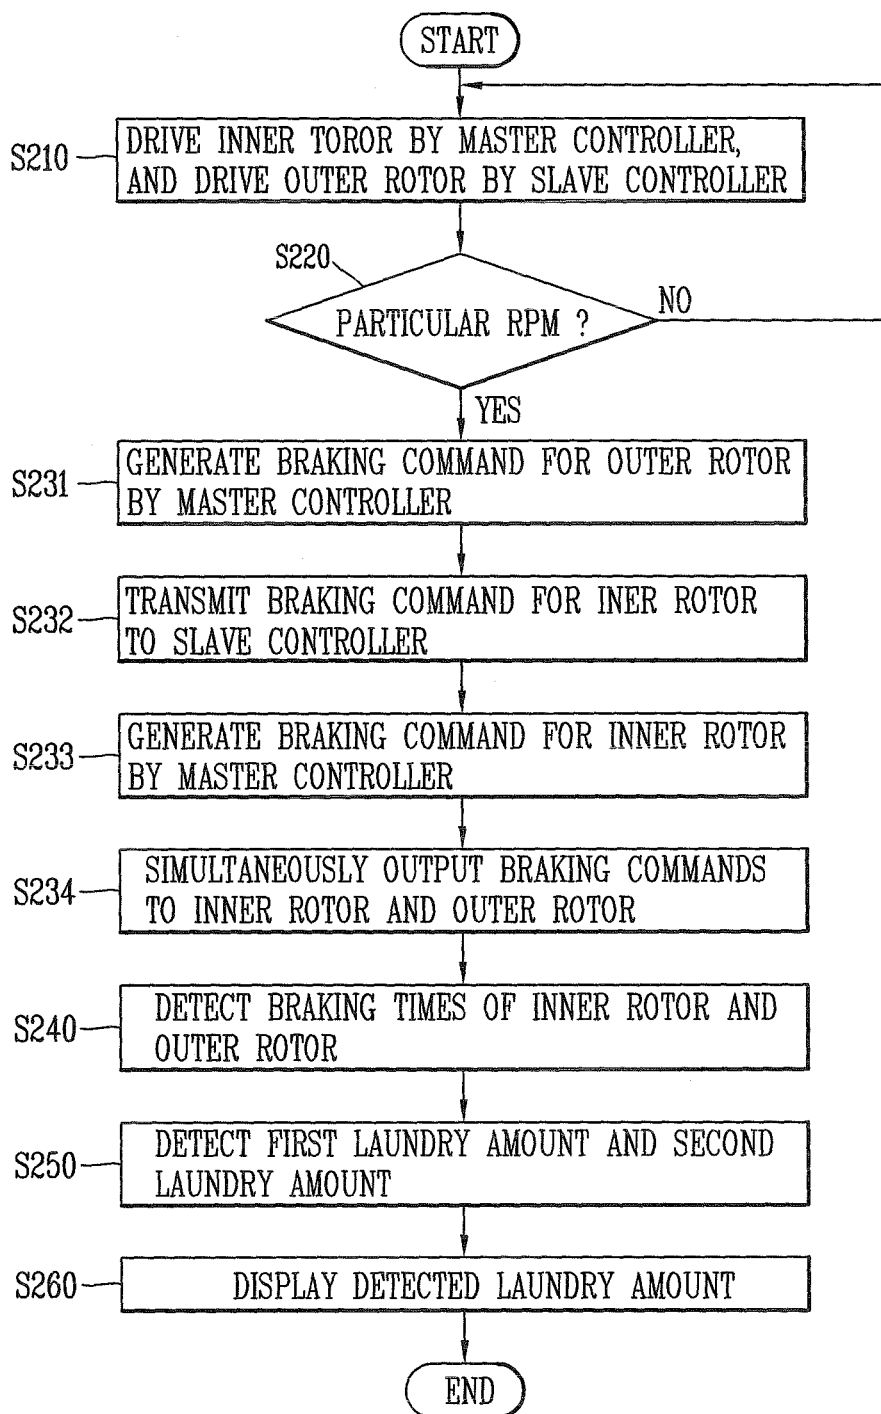 START
S210
DRIVE INNER TOROR BY MASTER CONTROLLER,
AND DRIVE OUTER ROTOR BY SLAVE CONTROLLER
S220
PARTICULAR RPM ?
NO
YES
S231
GENERATE BRAKING COMMAND FOR OUTER ROTOR
BY MASTER CONTROLLER
S232
TRANSMIT BRAKING COMMAND FOR INER ROTOR
TO SLAVE CONTROLLER
S233
GENERATE BRAKING COMMAND FOR INNER ROTOR
BY MASTER CONTROLLER
S234
SIMULTANEOUSLY OUTPUT BRAKING COMMANDS
TO INNER ROTOR AND OUTER ROTOR
S240
DETECT BRAKING TIMES OF INNER ROTOR AND
OUTER ROTOR
S250
DETECT FIRST LAUNDRY AMOUNT AND SECOND
LAUNDRY AMOUNT
S260
DISPLAY DETECTED LAUNDRY AMOUNT
END